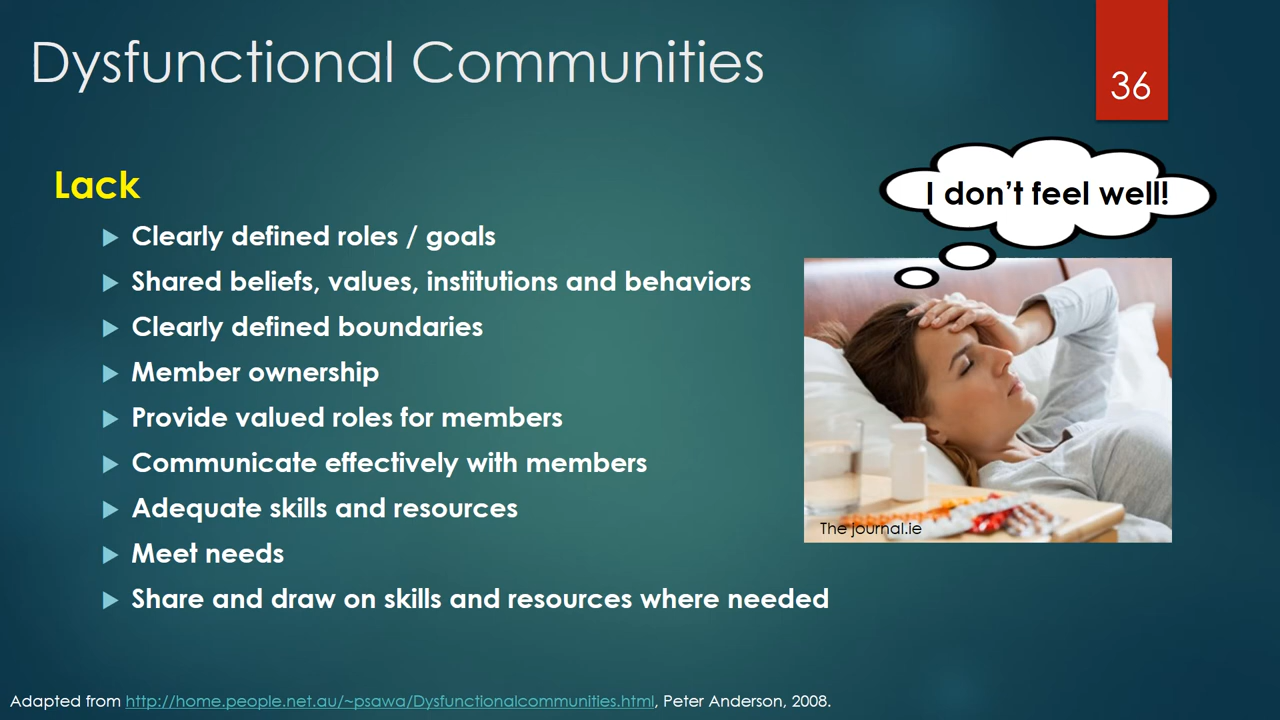 Dysfunctional Communities
36
Lack
Clearly defined roles / goals
Shared beliefs, values, institutions and behaviors
Clearly defined boundaries
Member ownership
Provide valued roles for members
Communicate effectively with members
Adequate skills and resources
Meet needs
Share and draw on skills and resources where needed
I don't feel well!
The journal.ie
Adapted from http://home.people.net.au/~psawa/Dysfunctionalcommunities.html, Peter Anderson, 2008.